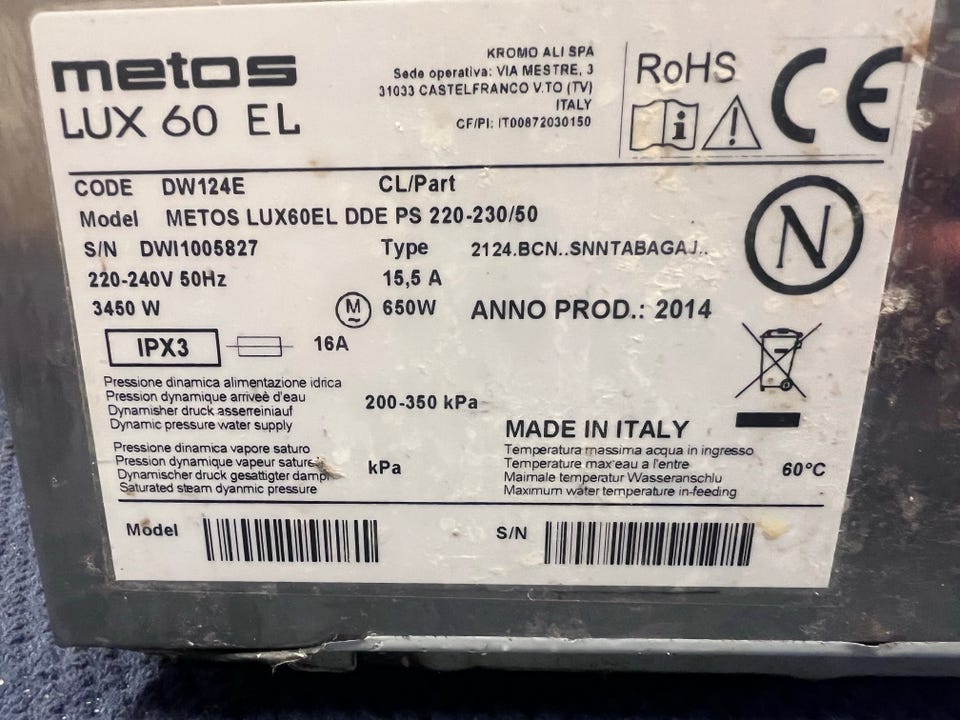 metos
LUX 60 EL
KROMO ALI SPA
Sede operativa: VIA MESTRE, 3
31033 CASTELFRANCO V.TO (TV)
ITALY
CF/PI: IT00872030150
RoHS
i
!
CE
CODE DW124E CL/Part
Model METOS LUX60EL DDE PS 220-230/50
S/N DWI1005827 Type 2124.BCN..SNNTABAGAJ..
220-240V 50Hz 15,5 A
3450 W M 650W ANNO PROD.: 2014
N
IPX3 16A
Pressione dinamica alimentazione idrica
Pression dynamique arriveè d'eau
Dynamisher druck asserreiniauf
Dynamic pressure water supply
200-350 kPa
Pressione dinamica vapore saturo
Pression dynamique vapeur sature
Dynamischer druck gesattigter dampf
Saturated steam dyanmic pressure
kPa
MADE IN ITALY
Temperatura massima acqua in ingresso
Temperature max'eau a l'entre
Maimale temperatur Wasseranschlu
Maximum water temperature in-feeding
60°C
Model S/N